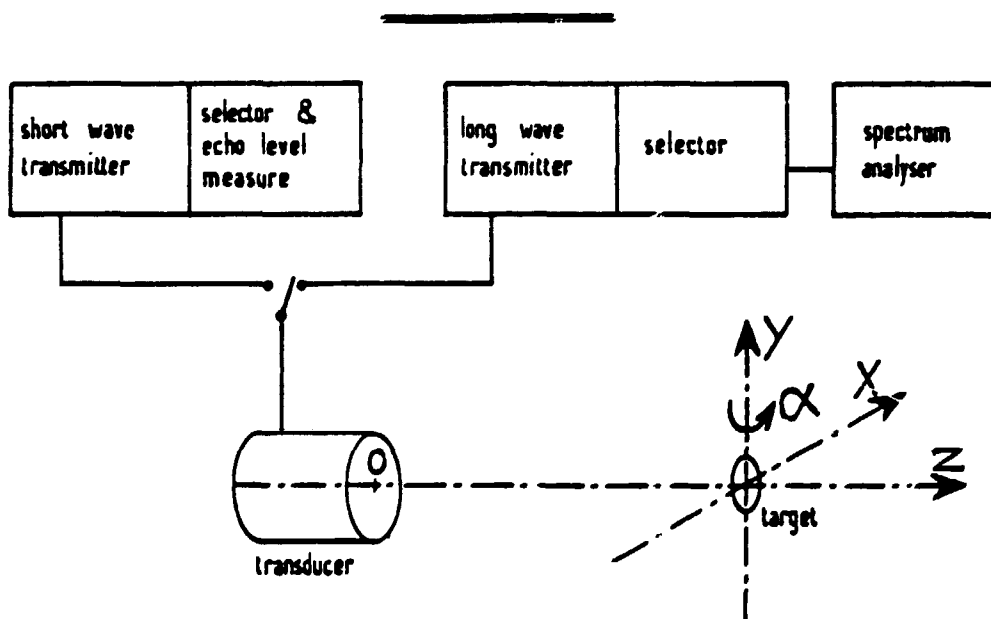 short wave
transmitter
selector &
echo level
measure
long wave
transmitter
selector
spectrum
analyser
Y
α
X
O
Z
target
transducer